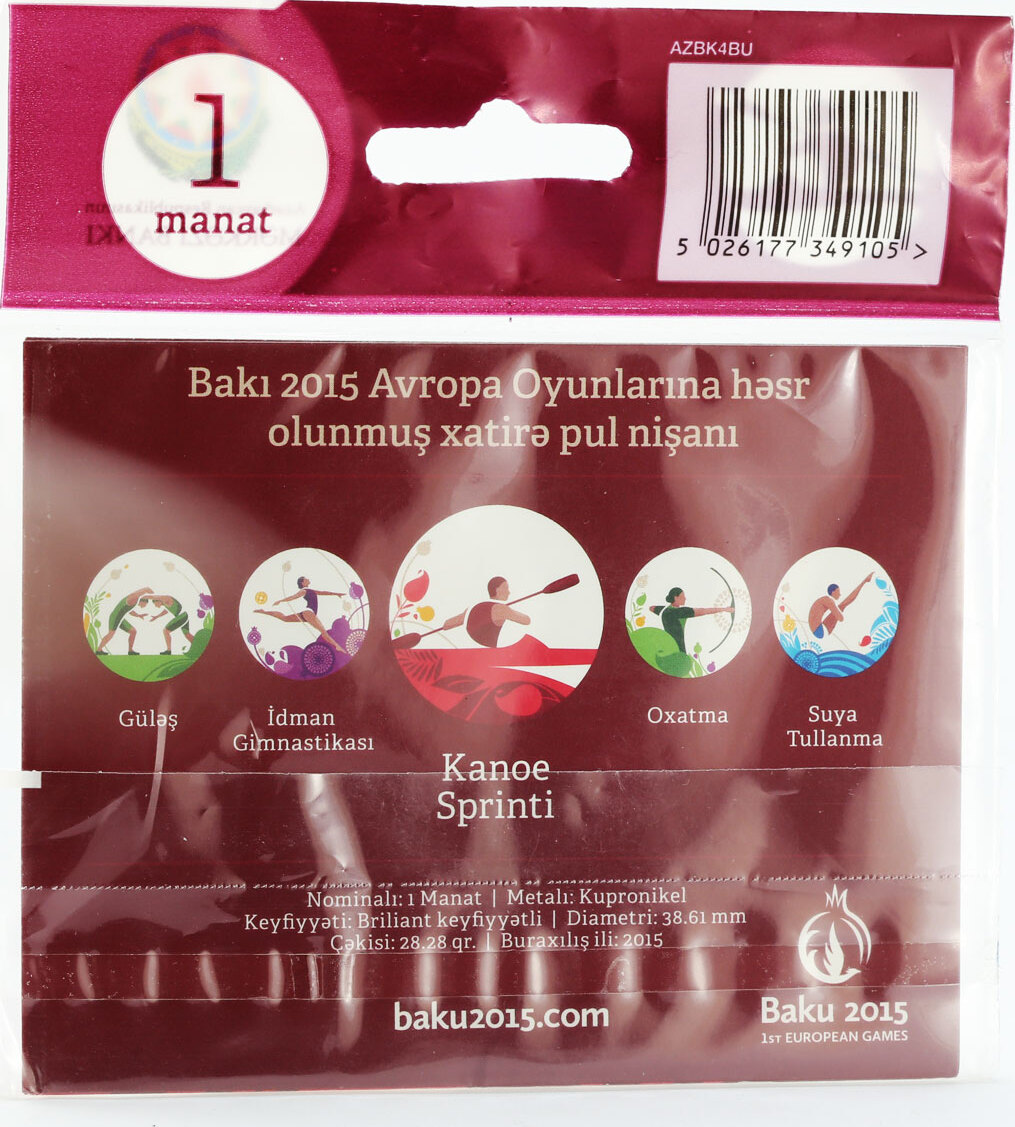 AZBK4BU
1
manat
5 026177 349105 >
Bakı 2015 Avropa Oyunlarına həsr
olunmuş xatirə pul nişanı
Güləş
İdman
Gimnastikası
Kanoe
Sprinti
Oxatma
Suya
Tullanma
Nominalı: 1 Manat | Metalı: Kupronikel
Keyfiyyəti: Briliant keyfiyyətli | Diametri: 38.61 mm
Çəkisi: 28.28 qr. | Buraxılış ili: 2015
baku2015.com
Baku 2015
1ST EUROPEAN GAMES